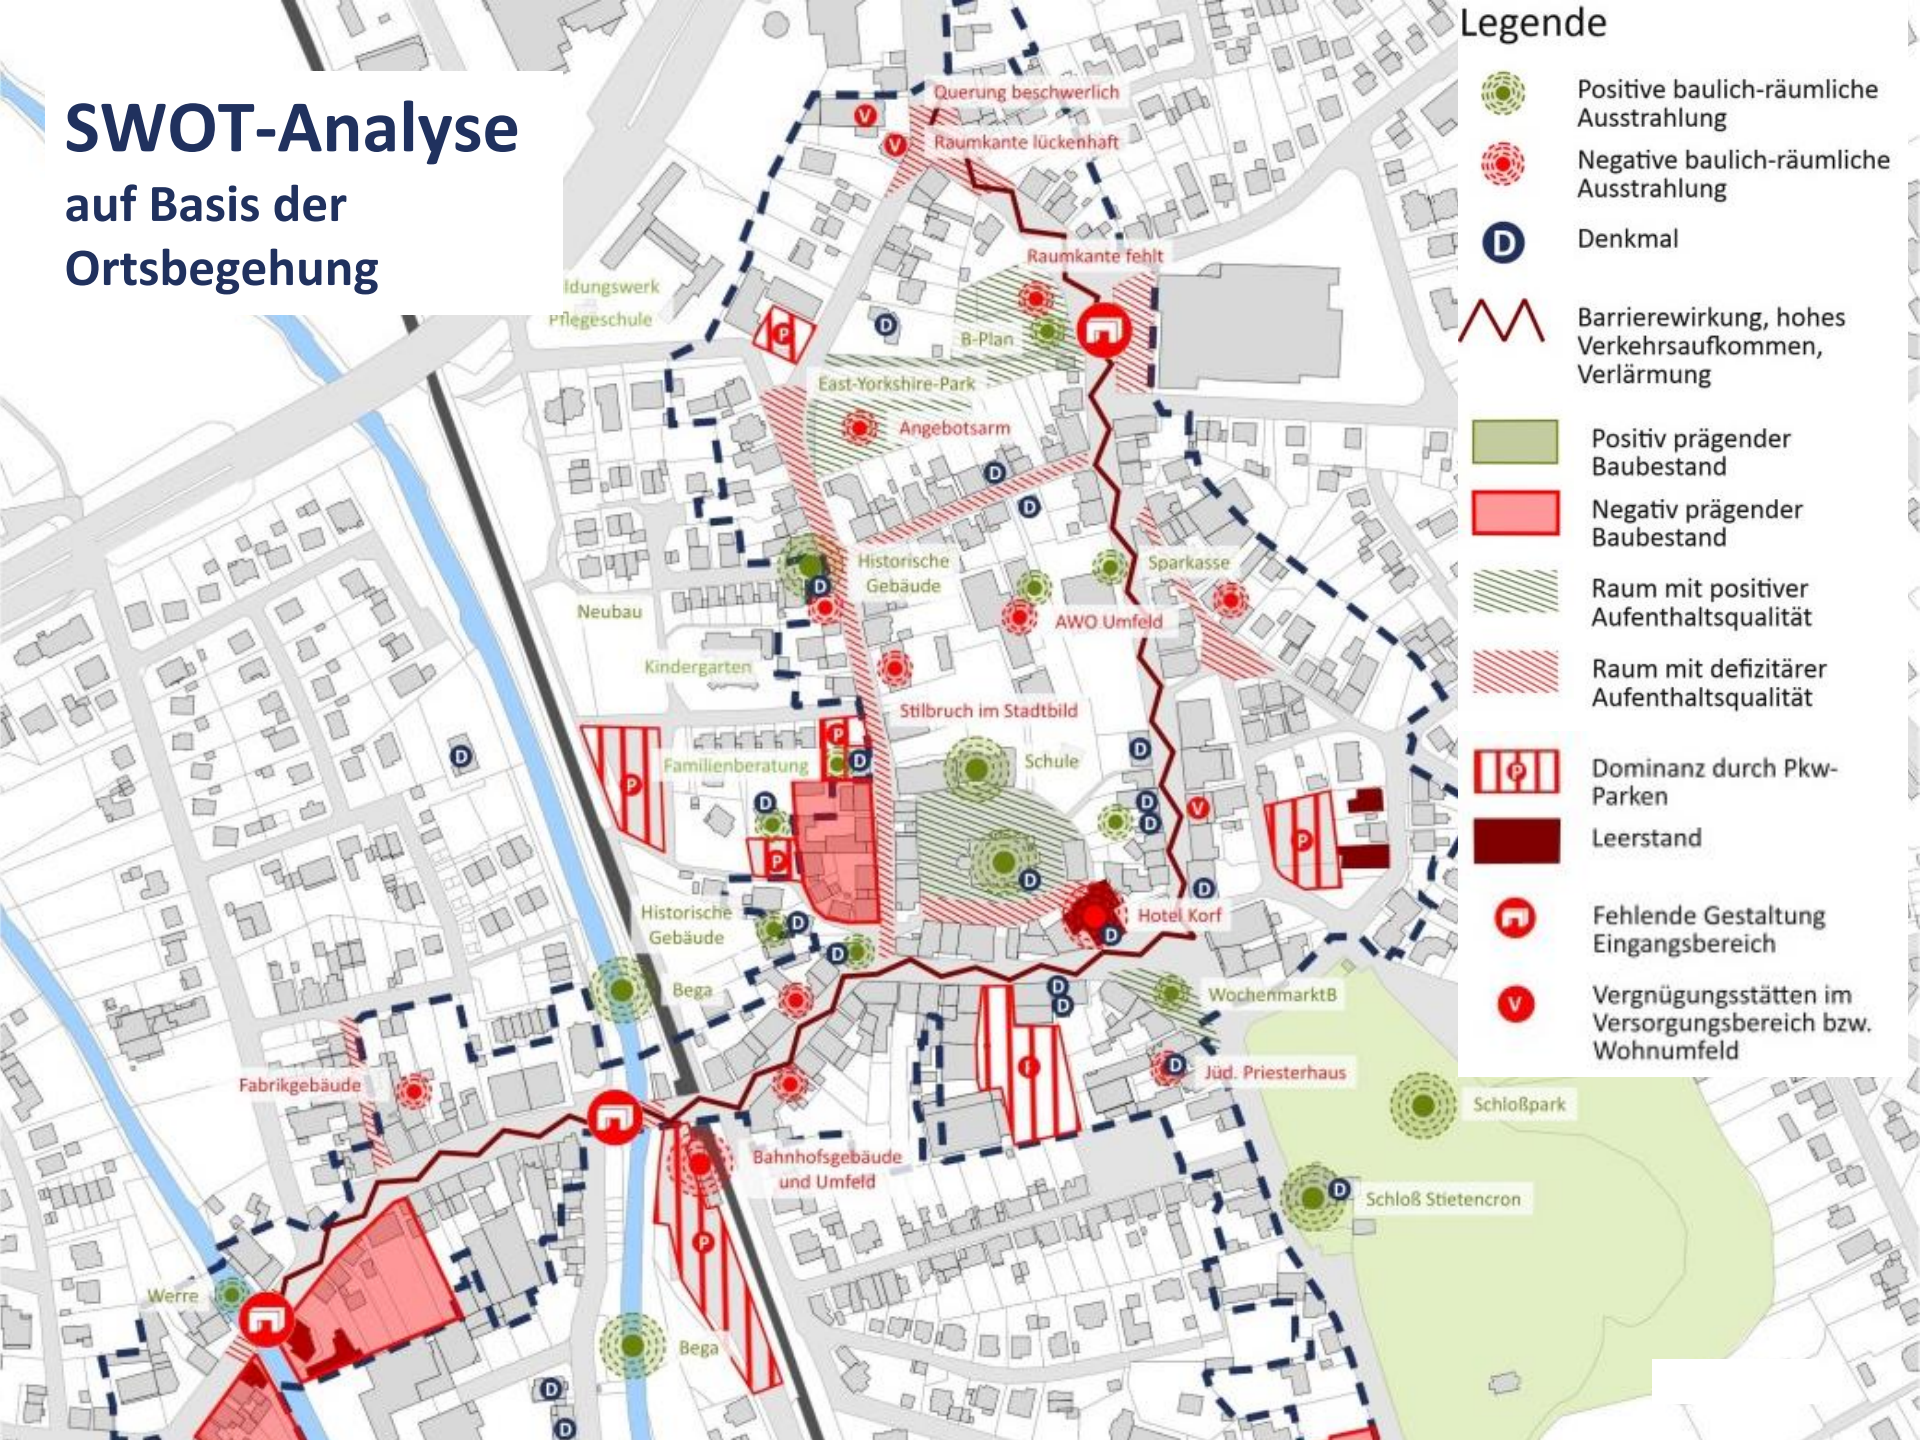 SWOT-Analyse
auf Basis der
Ortsbegehung
Querung beschwerlich
V
V
Raumkante lückenhaft
Raumkante fehlt
ldungswerk
Pflegeschule
P
D
B-Plan
East-Yorkshire-Park
Angebotsarm
D
D
Historische
Gebäude
D
Sparkasse
Neubau
AWO Umfeld
Kindergarten
Stilbruch im Stadtbild
P
D
D
P
Familienberatung
D
Schule
D
D
D
V
P
P
D
D
Historische
Gebäude
D
D
Hotel Korf
D
Bega
D
D
WochenmarktB
P
Fabrikgebäude
D
Jüd. Priesterhaus
Schloßpark
Bahnhofsgebäude
und Umfeld
D
Schloß Stietencron
P
Werre
Bega
D
D
Legende
Positive baulich-räumliche
Ausstrahlung
Negative baulich-räumliche
Ausstrahlung
D
Denkmal
Barrierewirkung, hohes
Verkehrsaufkommen,
Verlärmung
Positiv prägender
Baubestand
Negativ prägender
Baubestand
Raum mit positiver
Aufenthaltsqualität
Raum mit defizitärer
Aufenthaltsqualität
P
Dominanz durch Pkw-
Parken
Leerstand
Fehlende Gestaltung
Eingangsbereich
V
Vergnügungsstätten im
Versorgungsbereich bzw.
Wohnumfeld